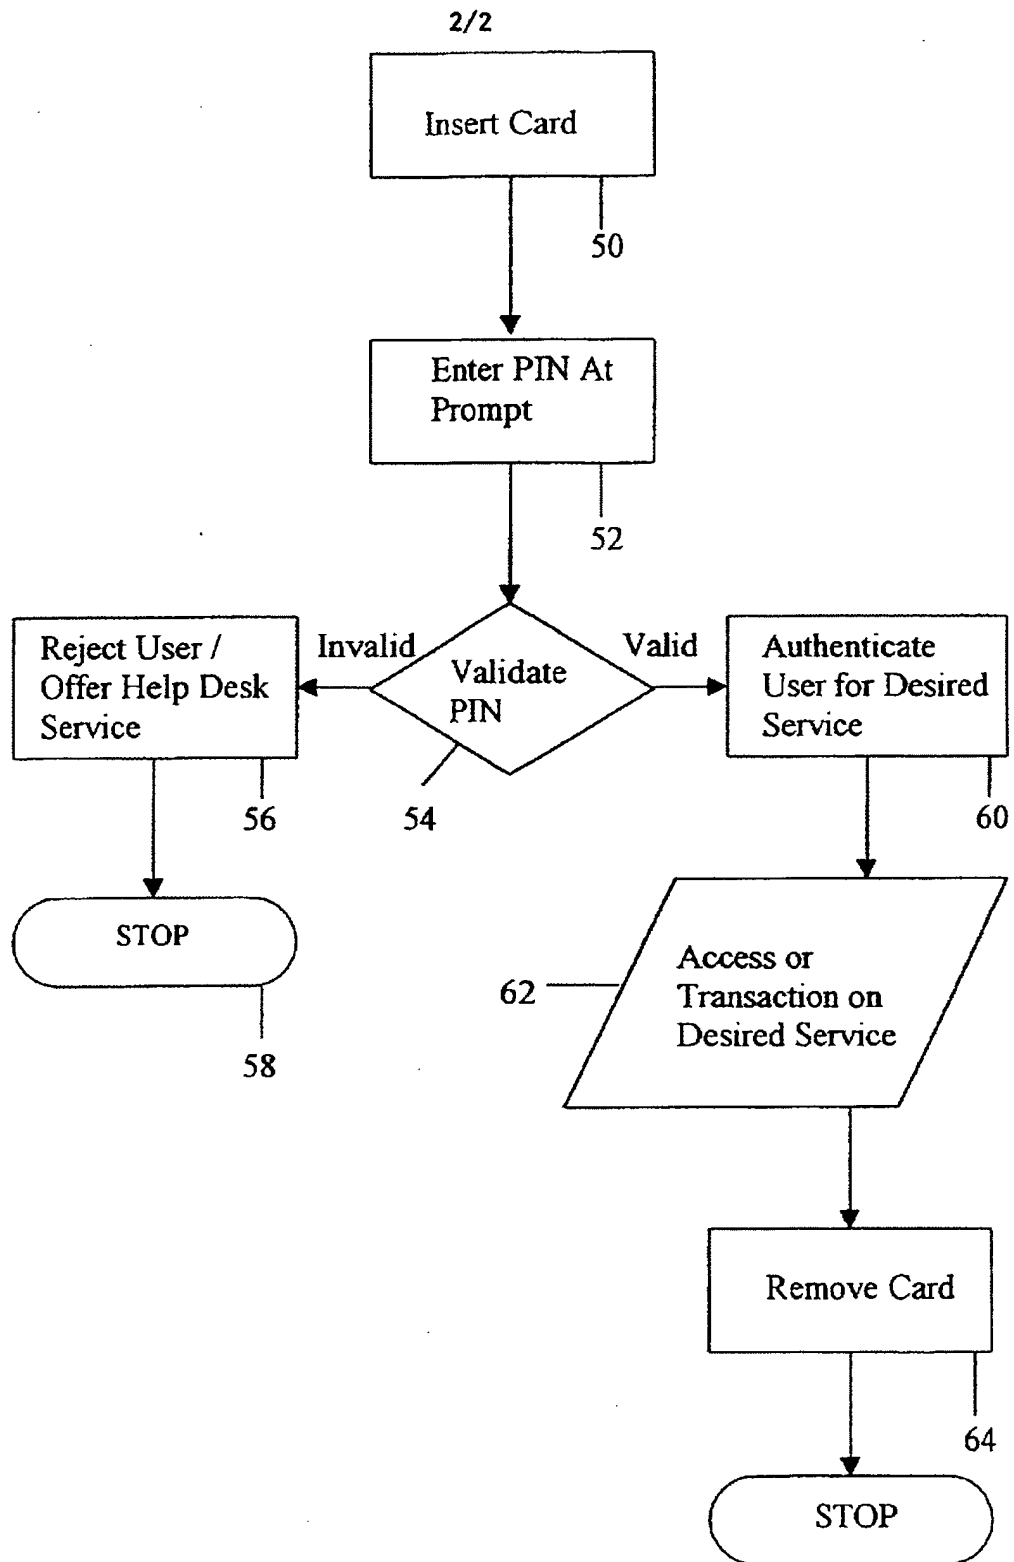 2/2
Insert Card
50
Enter PIN At
Prompt
52
Reject User /
Offer Help Desk
Service
Invalid
Validate
PIN
Valid
Authenticate
User for Desired
Service
56
54
60
STOP
58
62
Access or
Transaction on
Desired Service
Remove Card
64
STOP